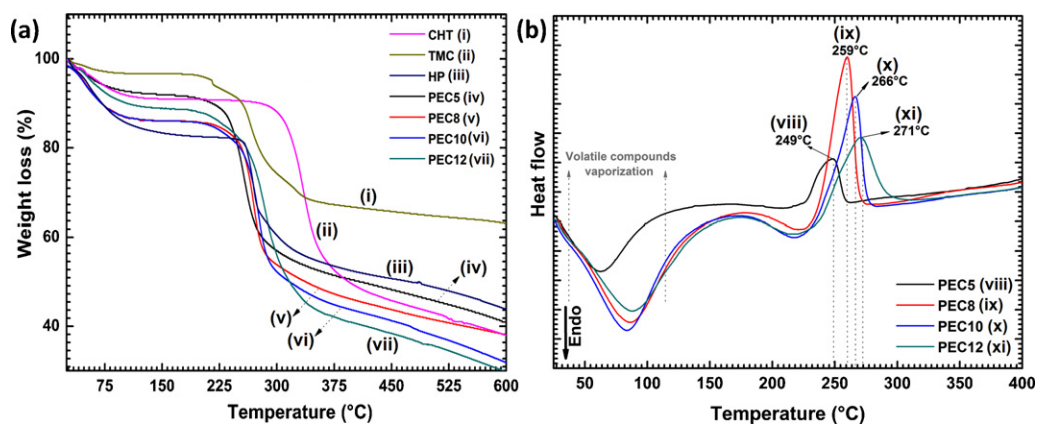 (a)
Weight loss (%)
100
80
60
40
75
150
225
300
375
450
525
600
Temperature (°C)
CHT (i)
TMC (ii)
HP (iii)
PEC5 (iv)
PEC8 (v)
PEC10 (vi)
PEC12 (vii)
(i)
(ii)
(iii)
(iv)
(v)
(vi)
(vii)
(b)
Heat flow
Endo
Volatile compounds
vaporization
(viii)
249°C
(ix)
259°C
(x)
266°C
(xi)
271°C
PEC5 (viii)
PEC8 (ix)
PEC10 (x)
PEC12 (xi)
50
100
150
200
250
300
350
400
Temperature (°C)